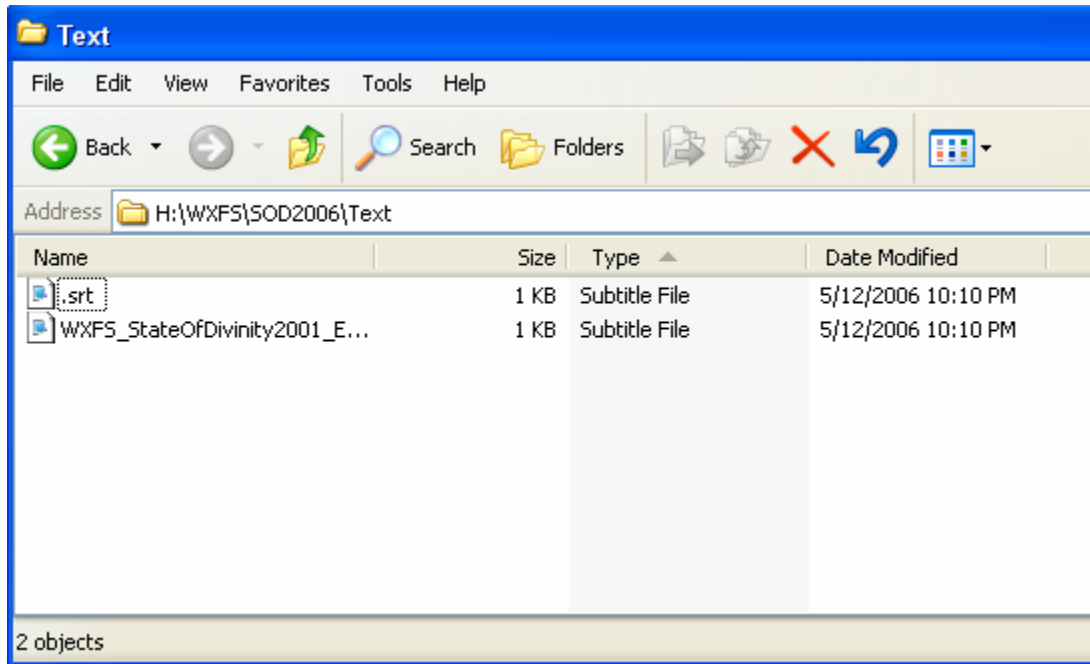 Text
File Edit View Favorites Tools Help
Back Search Folders
Address H:\WXFS\SOD2006\Text
Name Size Type Date Modified
.srt 1 KB Subtitle File 5/12/2006 10:10 PM
WXFS_StateOfDivinity2001_E... 1 KB Subtitle File 5/12/2006 10:10 PM
2 objects